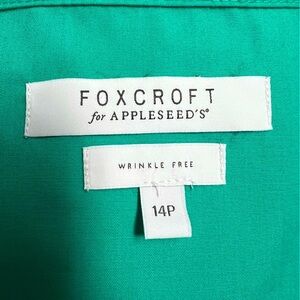 FOXCROFT
for APPLESEED'S®
WRINKLE FREE
14P